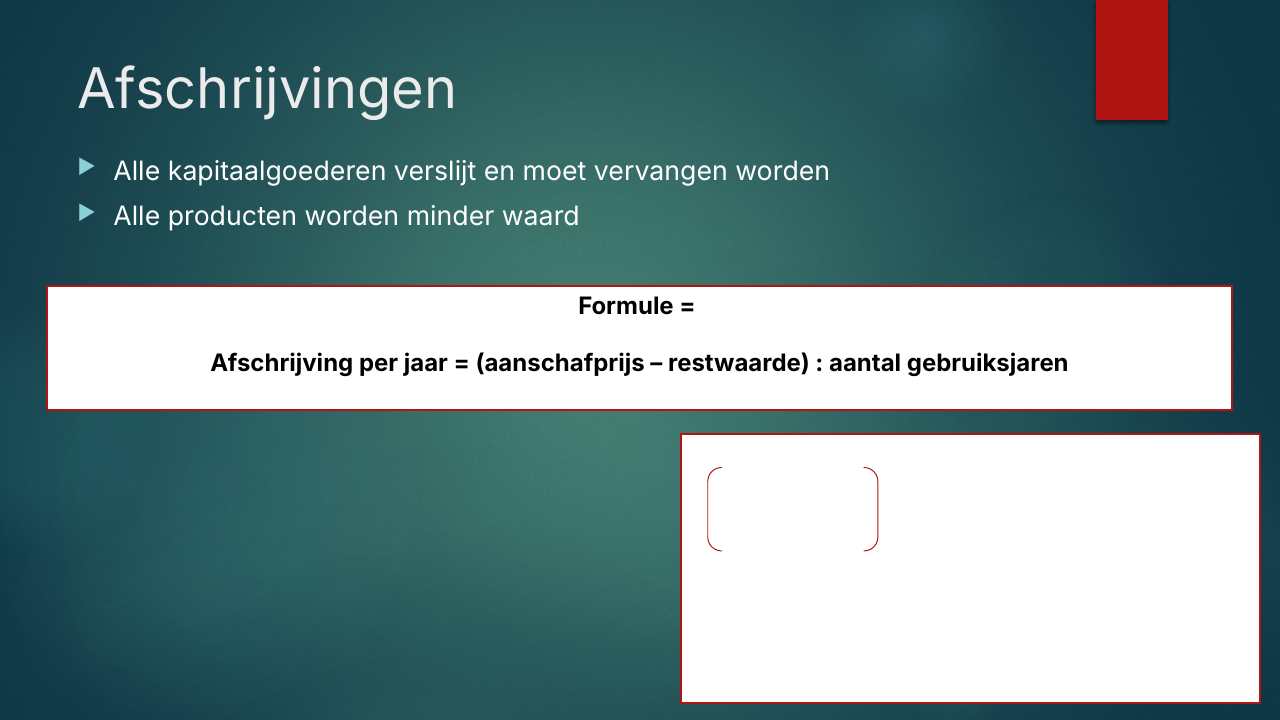 Afschrijvingen
Alle kapitaalgoederen verslijt en moet vervangen worden
Alle producten worden minder waard
Formule =
Afschrijving per jaar = (aanschafprijs – restwaarde) : aantal gebruiksjaren